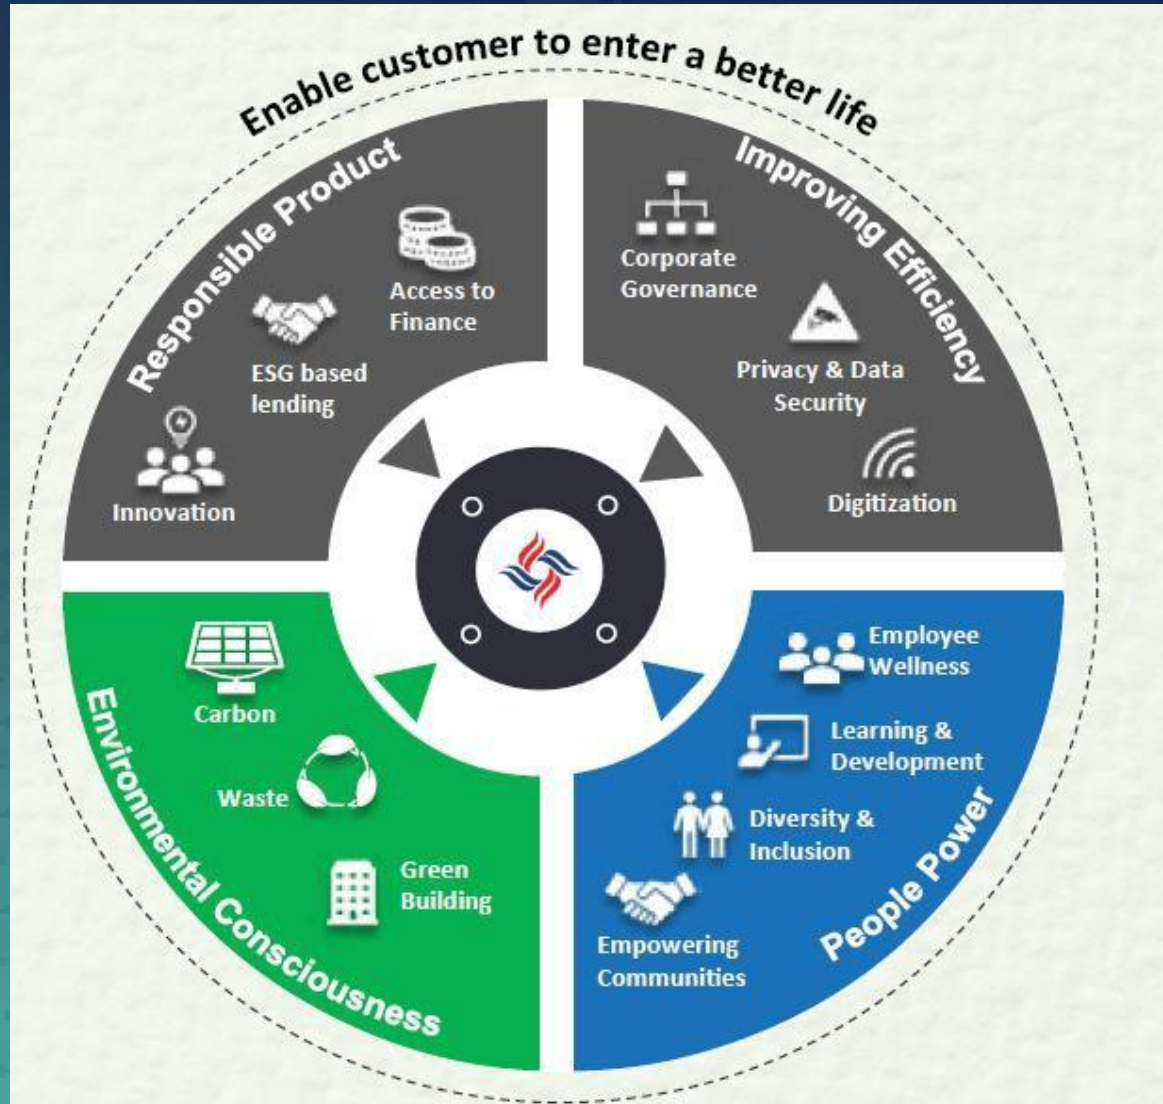 Enable customer to enter a better life
Responsible Product
Access to
Finance
ESG based
lending
Innovation
Improving Efficiency
Corporate
Governance
Privacy & Data
Security
Digitization
Environmental Consciousness
Carbon
Waste
Green
Building
People Power
Employee
Wellness
Learning &
Development
Diversity &
Inclusion
Empowering
Communities